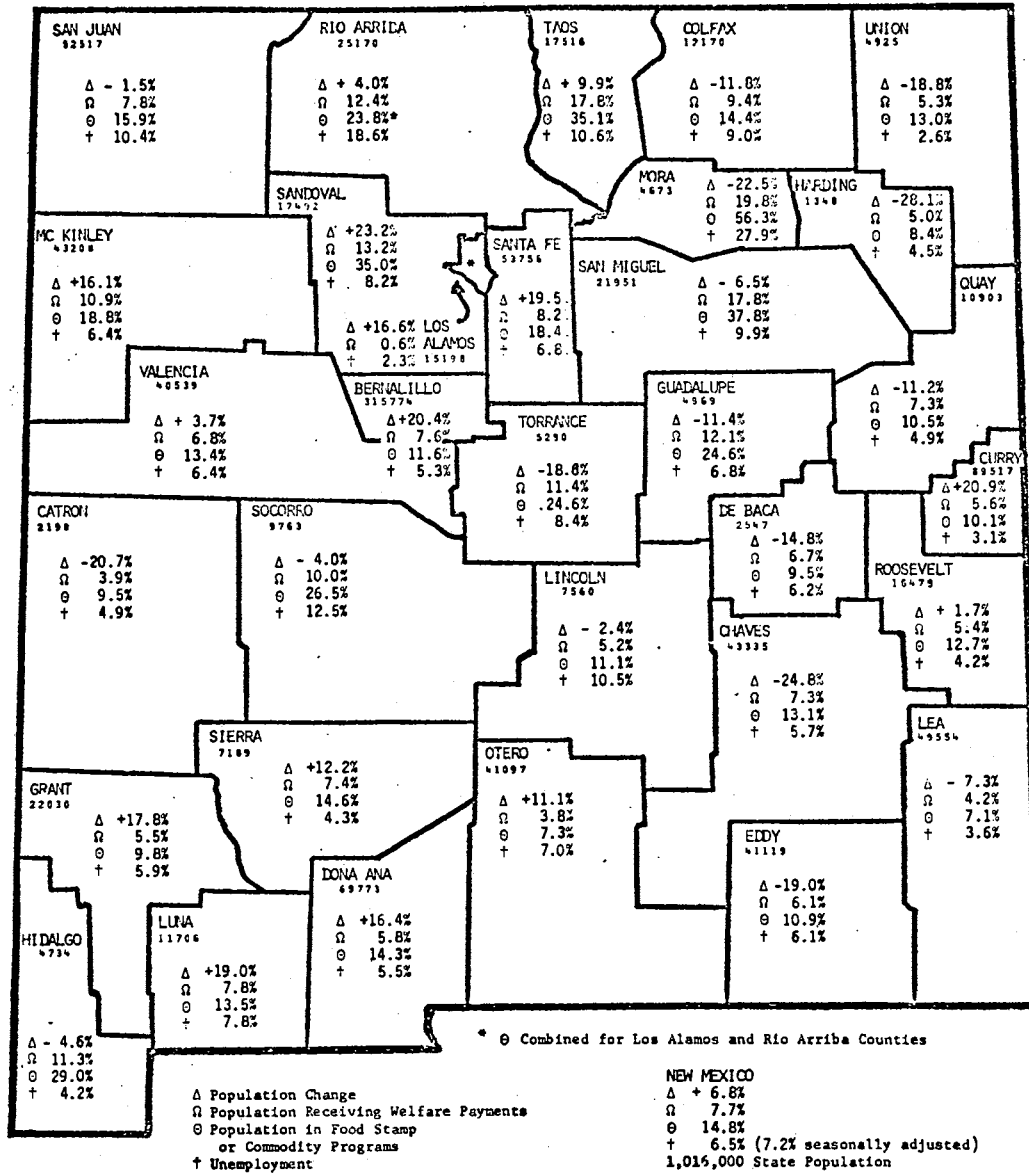 SAN JUAN
52517
Δ - 1.5%
Ω 7.8%
Θ 15.9%
† 10.4%
RIO ARRIBA
25170
Δ + 4.0%
Ω 12.4%
Θ 23.8%*
† 18.6%
TAOS
17516
Δ + 9.9%
Ω 17.8%
Θ 35.1%
† 10.6%
COLFAX
12170
Δ -11.8%
Ω 9.4%
Θ 14.4%
† 9.0%
UNION
4925
Δ -18.8%
Ω 5.3%
Θ 13.0%
† 2.6%
MORA
4673
Δ -22.5%
Ω 19.8%
Θ 56.3%
† 27.9%
HARDING
1348
Δ -28.1%
Ω 5.0%
Θ 8.4%
† 4.5%
SANDOVAL
17492
Δ +23.2%
Ω 13.2%
Θ 35.0%
† 8.2%
*
Δ +16.6% LOS
Ω 0.6% ALAMOS
† 2.3% 15198
MC KINLEY
43208
Δ +16.1%
Ω 10.9%
Θ 18.8%
† 6.4%
SANTA FE
53756
Δ +19.5
Ω 8.2
Θ 18.4
† 6.8
SAN MIGUEL
21951
Δ - 6.5%
Ω 17.8%
Θ 37.8%
† 9.9%
QUAY
10903
Δ -11.2%
Ω 7.3%
Θ 10.5%
† 4.9%
VALENCIA
40539
Δ + 3.7%
Ω 6.8%
Θ 13.4%
† 6.4%
BERNALILLO
315774
Δ +20.4%
Ω 7.6%
Θ 11.6%
† 5.3%
TORRANCE
5290
Δ -18.8%
Ω 11.4%
Θ 24.6%
† 8.4%
GUADALUPE
4969
Δ -11.4%
Ω 12.1%
Θ 24.6%
† 6.8%
CURRY
39517
Δ +20.9%
Ω 5.6%
Θ 10.1%
† 3.1%
CATRON
2198
Δ -20.7%
Ω 3.9%
Θ 9.5%
† 4.9%
SOCORRO
9763
Δ - 4.0%
Ω 10.0%
Θ 26.5%
† 12.5%
DE BACA
2547
Δ -14.8%
Ω 6.7%
Θ 9.5%
† 6.2%
LINCOLN
7560
Δ - 2.4%
Ω 5.2%
Θ 11.1%
† 10.5%
ROOSEVELT
16479
Δ + 1.7%
Ω 5.4%
Θ 12.7%
† 4.2%
CHAVES
43335
Δ -24.8%
Ω 7.3%
Θ 13.1%
† 5.7%
SIERRA
7189
Δ +12.2%
Ω 7.4%
Θ 14.6%
† 4.3%
OTERO
41097
Δ +11.1%
Ω 3.8%
Θ 7.3%
† 7.0%
LEA
49554
Δ - 7.3%
Ω 4.2%
Θ 7.1%
† 3.6%
GRANT
22030
Δ +17.8%
Ω 5.5%
Θ 9.8%
† 5.9%
EDDY
41119
Δ -19.0%
Ω 6.1%
Θ 10.9%
† 6.1%
DONA ANA
69773
Δ +16.4%
Ω 5.8%
Θ 14.3%
† 5.5%
LUNA
11706
Δ +19.0%
Ω 7.8%
Θ 13.5%
† 7.8%
HIDALGO
4734
Δ - 4.6%
Ω 11.3%
Θ 29.0%
† 4.2%
* Θ Combined for Los Alamos and Rio Arriba Counties
Δ Population Change
Ω Population Receiving Welfare Payments
Θ Population in Food Stamp
or Commodity Programs
† Unemployment
NEW MEXICO
Δ + 6.8%
Ω 7.7%
Θ 14.8%
† 6.5% (7.2% seasonally adjusted)
1,016,000 State Population